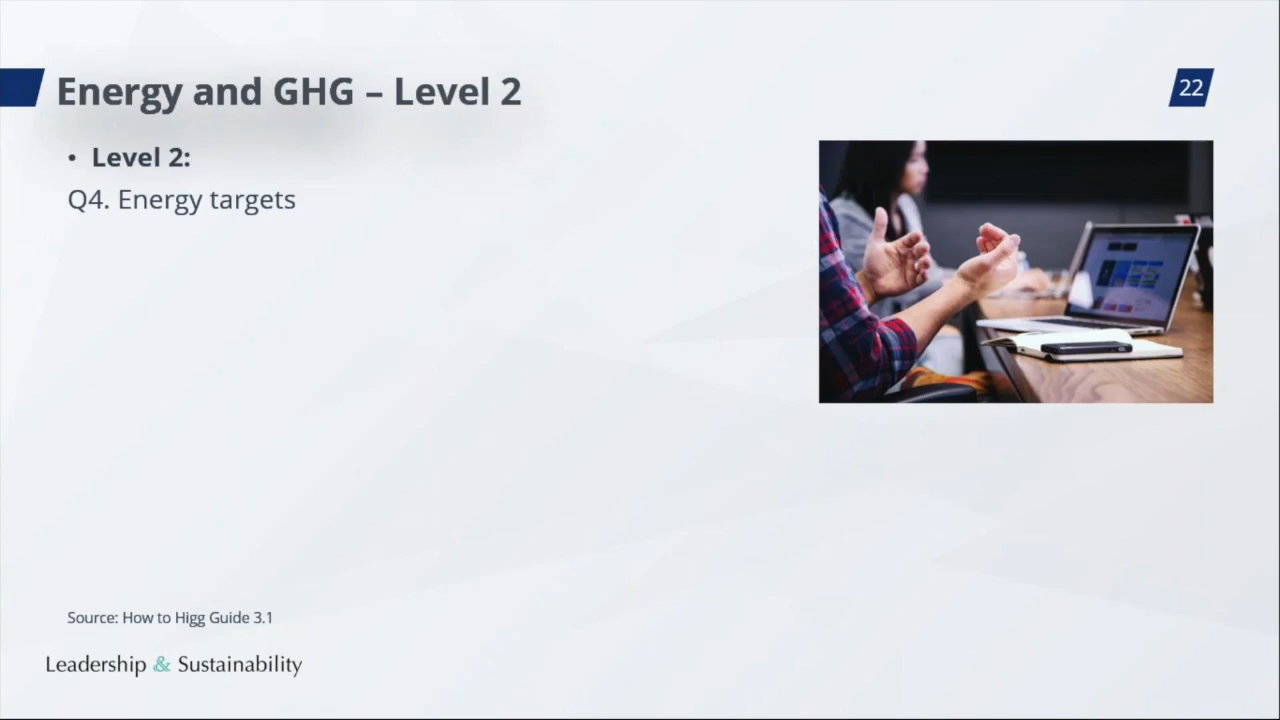 Energy and GHG – Level 2
22
• Level 2:
Q4. Energy targets
Source: How to Higg Guide 3.1
Leadership & Sustainability